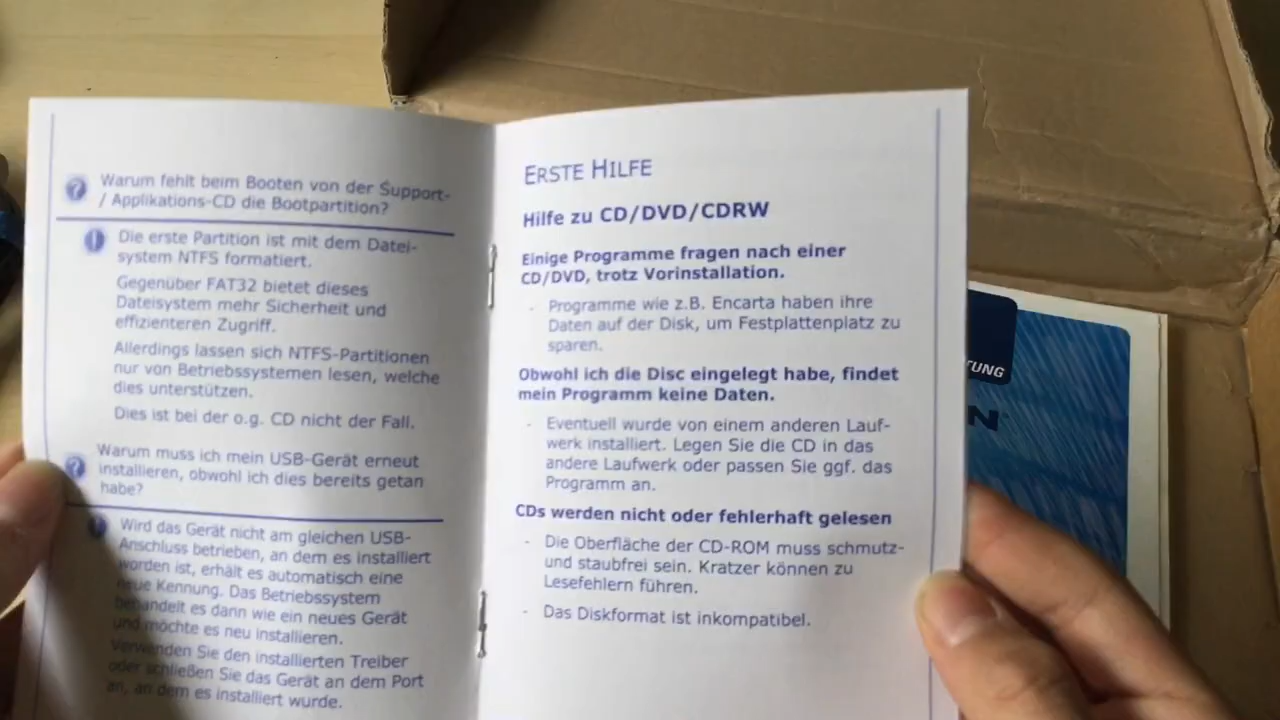 Warum fehlt beim Booten von der Support-
/ Applikations-CD die Bootpartition?
Die erste Partition ist mit dem Datei-
system NTFS formatiert.
Gegenüber FAT32 bietet dieses
Dateisystem mehr Sicherheit und
effizienteren Zugriff.
Allerdings lassen sich NTFS-Partitionen
nur von Betriebssystemen lesen, welche
dies unterstützen.
Dies ist bei der o.g. CD nicht der Fall.
Warum muss ich mein USB-Gerät erneut
installieren, obwohl ich dies bereits getan
habe?
Wird das Gerät nicht am gleichen USB-
Anschluss betrieben, an dem es installiert
worden ist, erhält es automatisch eine
neue Kennung. Das Betriebssystem
behandelt es dann wie ein neues Gerät
und möchte es neu installieren.
Verwenden Sie den installierten Treiber
oder schließen Sie das Gerät an dem Port
an, an dem es installiert wurde.
ERSTE HILFE
Hilfe zu CD/DVD/CDRW
Einige Programme fragen nach einer
CD/DVD, trotz Vorinstallation.
- Programme wie z.B. Encarta haben ihre
Daten auf der Disk, um Festplattenplatz zu
sparen.
Obwohl ich die Disc eingelegt habe, findet
mein Programm keine Daten.
- Eventuell wurde von einem anderen Lauf-
werk installiert. Legen Sie die CD in das
andere Laufwerk oder passen Sie ggf. das
Programm an.
CDs werden nicht oder fehlerhaft gelesen
- Die Oberfläche der CD-ROM muss schmutz-
und staubfrei sein. Kratzer können zu
Lesefehlern führen.
- Das Diskformat ist inkompatibel.
TUNG
N